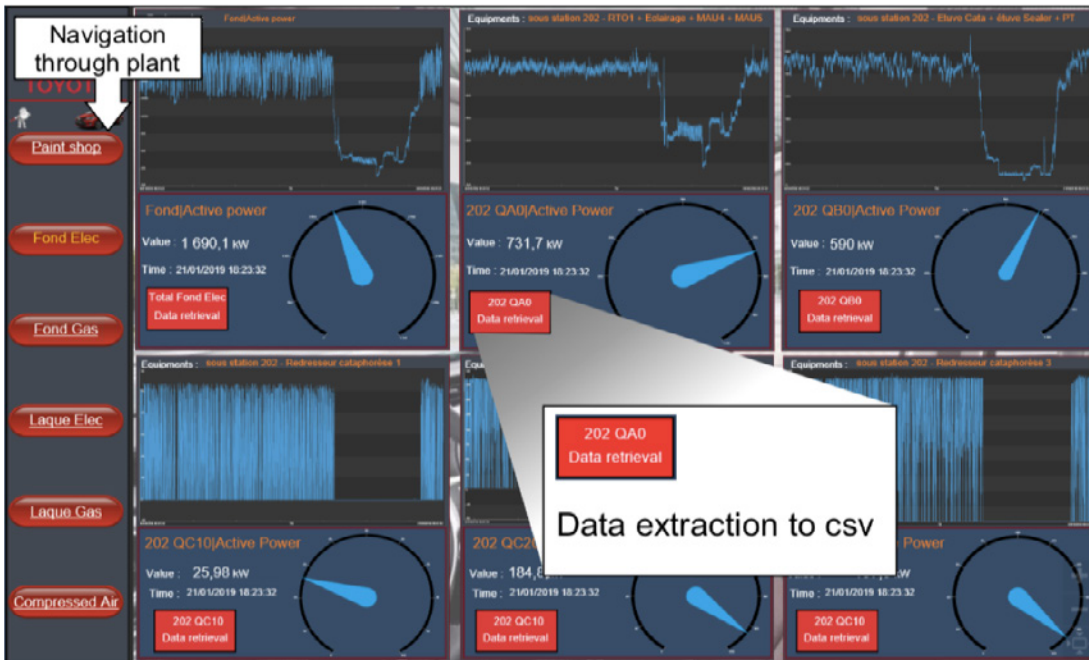 Navigation
through plant
TOYOT
Paint shop
Fond Elec
Fond Gas
Laque Elec
Laque Gas
Compressed Air
Fond|Active power
Fond|Active power
Value : 1 690,1 kW
Time : 21/01/2019 18:23:32
Total Fond Elec
Data retrieval
Equipments : sous station 202 - RTO1 + Eclairage + MAU4 + MAU5
202 QA0|Active Power
Value : 731,7 kW
Time : 21/01/2019 18:23:32
202 QA0
Data retrieval
Equipments : sous station 202 - Etuve Cata + étuve Sealer + PT
202 QB0|Active Power
Value : 590 kW
Time : 21/01/2019 18:23:32
202 QB0
Data retrieval
Equipments : sous station 202 - Redresseur cataphorèse 1
202 QC10|Active Power
Value : 25,98 kW
Time : 21/01/2019 18:23:32
202 QC10
Data retrieval
202 QC2
Value : 184,8
Time : 21/01/2019 18:23:32
202 QC10
Data retrieval
sous station 202 - Redresseur cataphorèse 3
Power
Time : 21/01/2019 18:23:32
202 QC10
Data retrieval
202 QA0
Data retrieval
Data extraction to csv